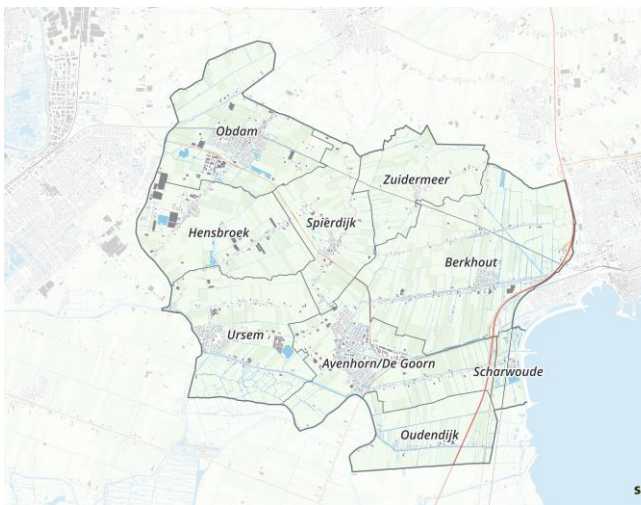 Obdam
Zuidermeer
Spierdijk
Hensbroek
Berkhout
Ursem
Avenhorn/De Goorn
Scharwoude
Oudendijk
s